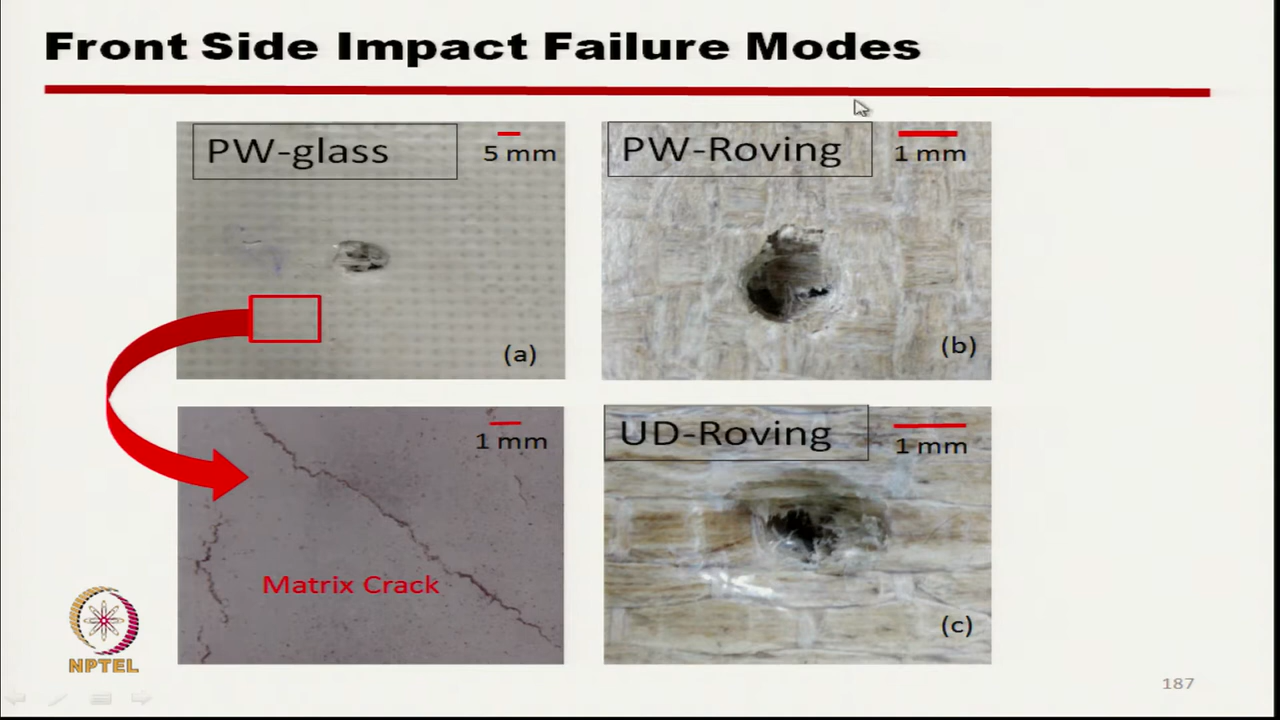 Front Side Impact Failure Modes
PW-glass
5 mm
(a)
PW-Roving
1 mm
(b)
1 mm
Matrix Crack
UD-Roving
1 mm
(c)
NPTEL
187